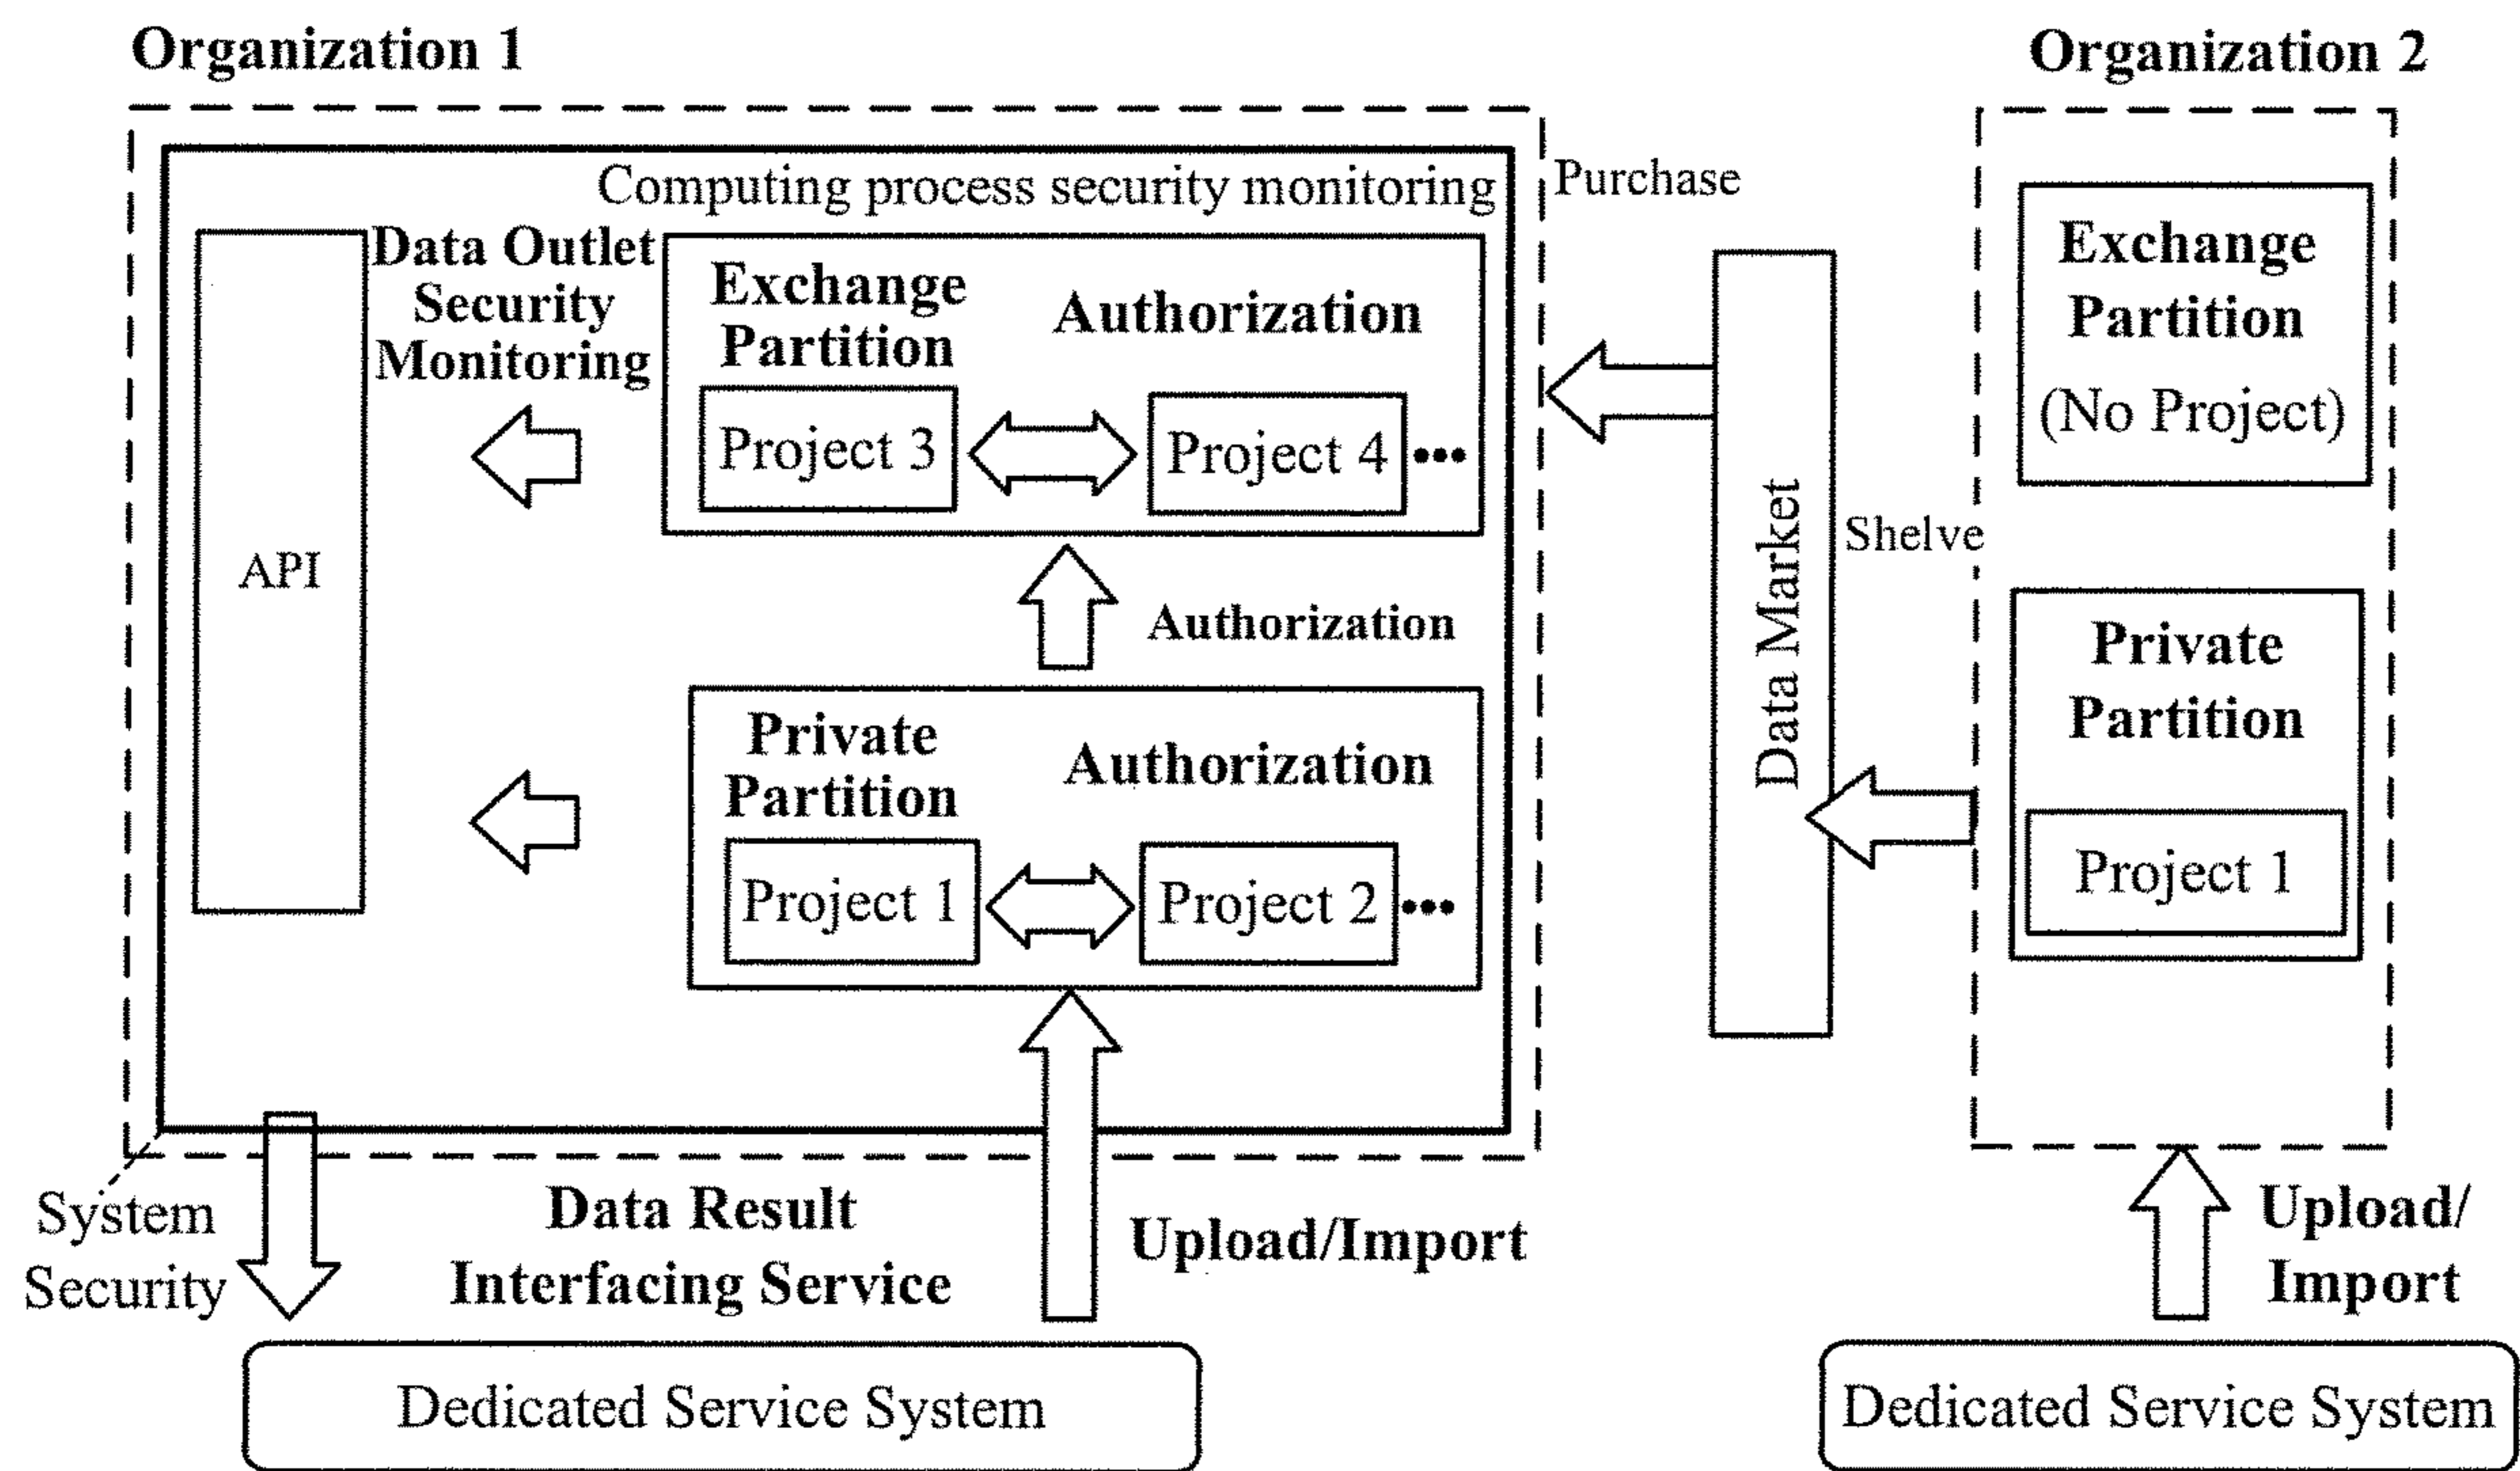 Organization 1
Organization 2
Computing process security monitoring
Purchase
Data Outlet
Security
Monitoring
Exchange
Partition
Authorization
Project 3
Project 4
•••
API
Authorization
Private
Partition
Authorization
Project 1
Project 2
•••
Data Market
Shelve
Exchange
Partition
(No Project)
Private
Partition
Project 1
System
Security
Data Result
Interfacing Service
Upload/Import
Upload/
Import
Dedicated Service System
Dedicated Service System